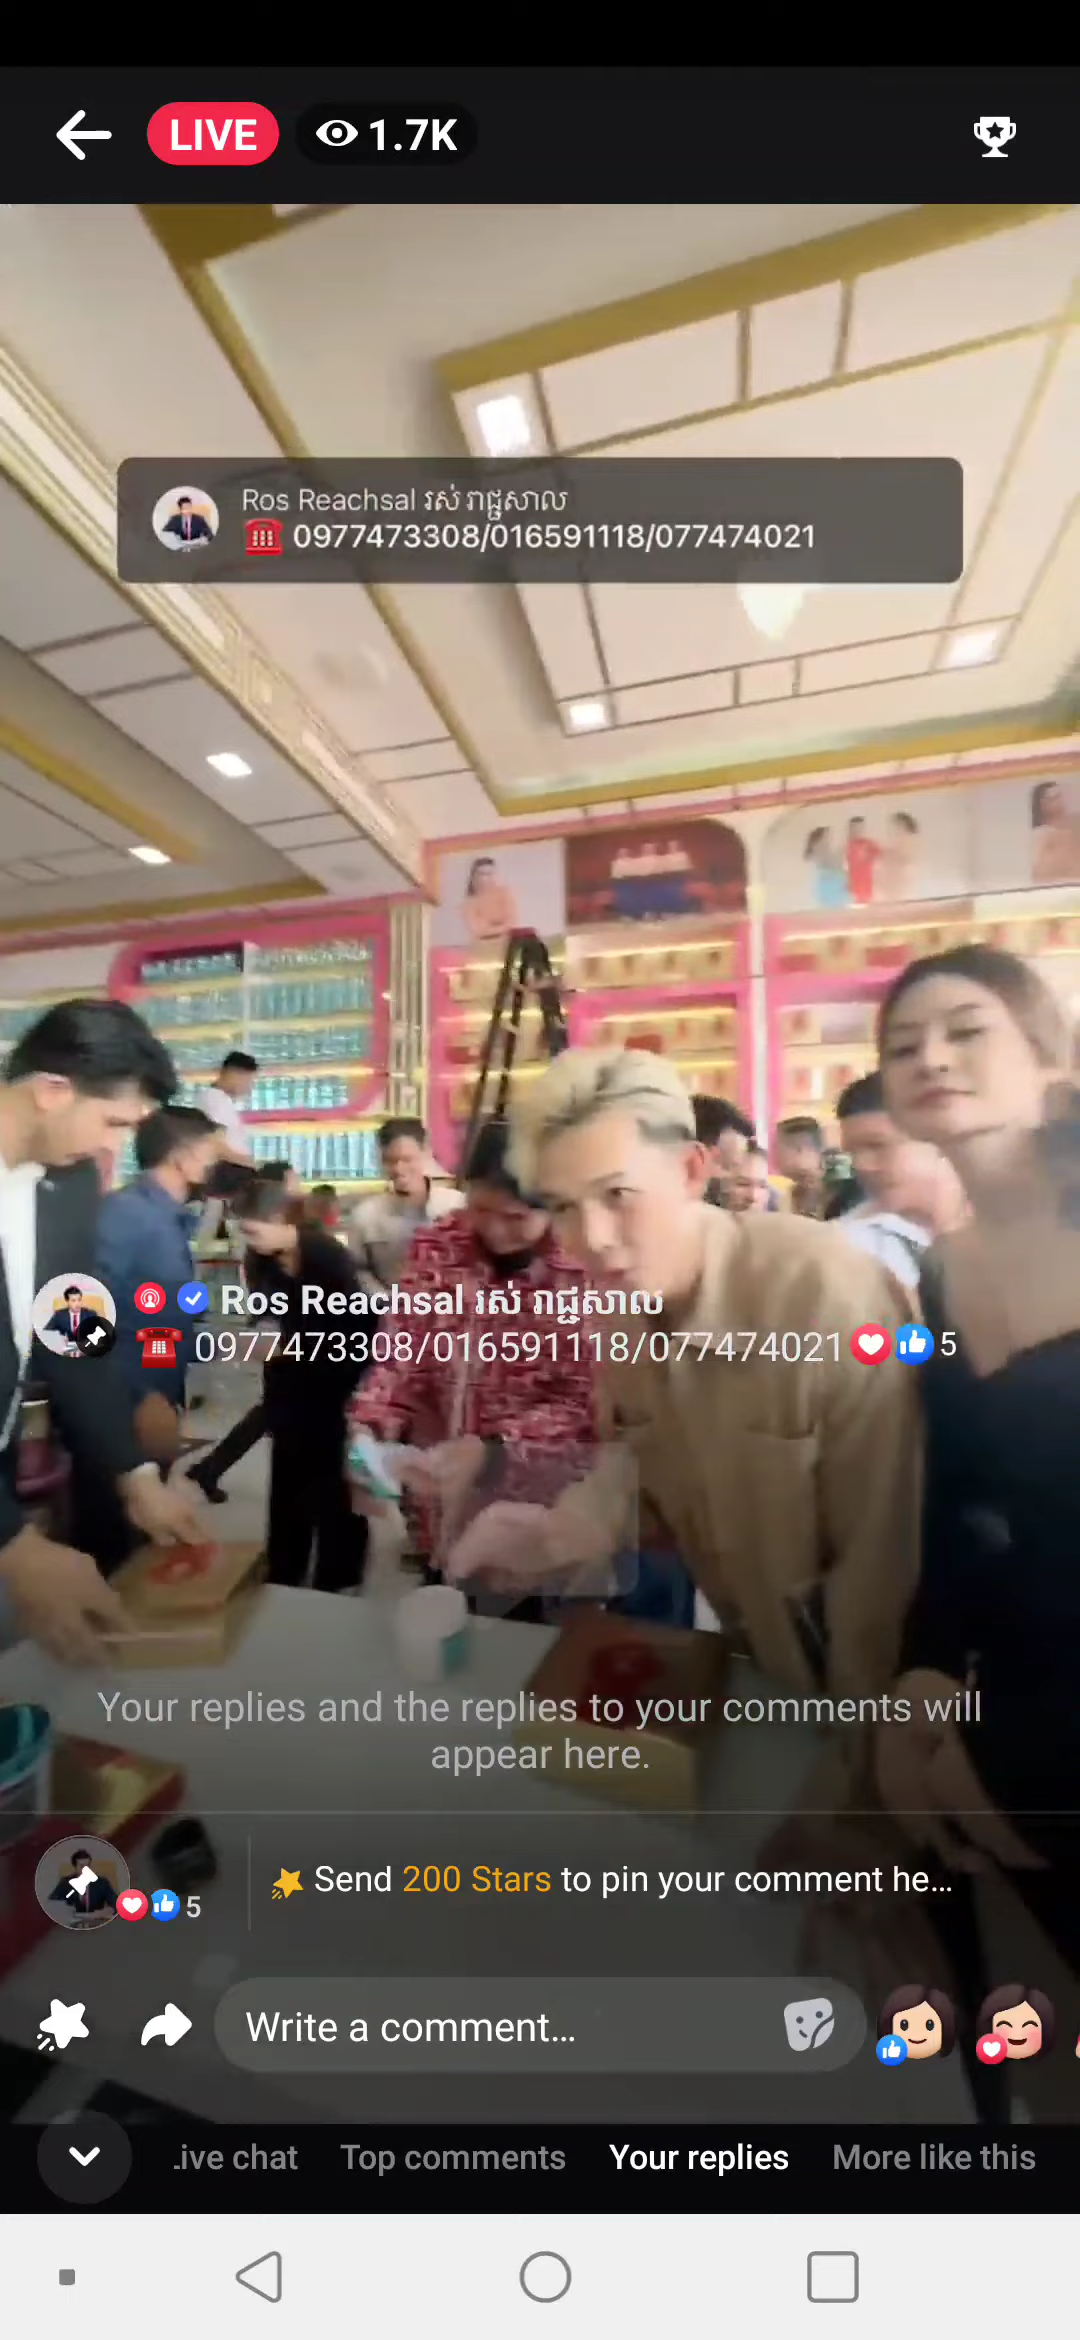 LIVE 1.7K
Ros Reachsal រស់ រាជ្ជសាល
0977473308/016591118/077474021
Ros Reachsal រស់ រាជ្ជសាល
0977473308/016591118/077474021 5
Your replies and the replies to your comments will
appear here.
5
Send 200 Stars to pin your comment he...
Write a comment...
ive chat Top comments Your replies More like this